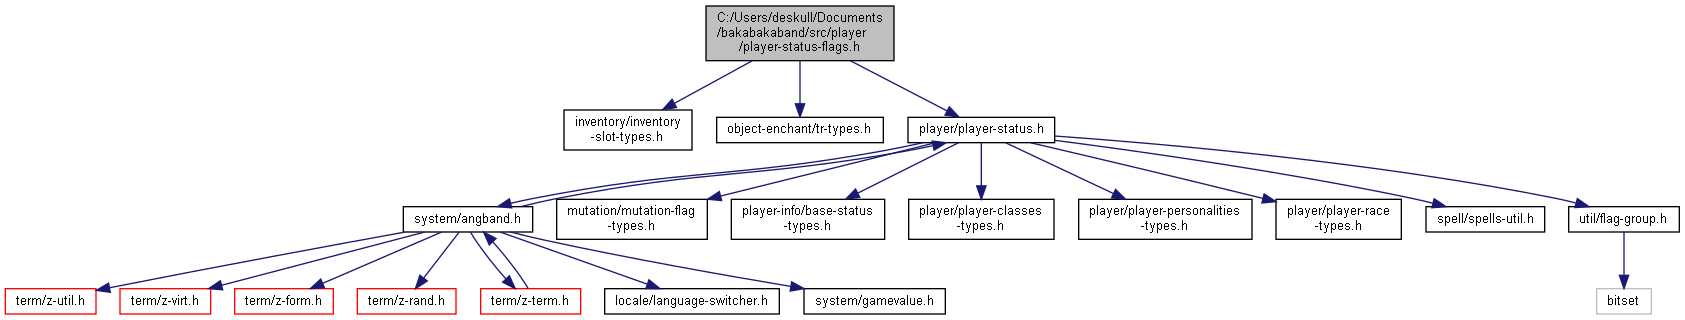 C:/Users/deskull/Documents
/bakabakaband/src/player
/player-status-flags.h
inventory/inventory
-slot-types.h
object-enchant/tr-types.h
player/player-status.h
system/angband.h
mutation/mutation-flag
-types.h
player-info/base-status
-types.h
player/player-classes
-types.h
player/player-personalities
-types.h
player/player-race
-types.h
spell/spells-util.h
util/flag-group.h
term/z-util.h
term/z-virt.h
term/z-form.h
term/z-rand.h
term/z-term.h
locale/language-switcher.h
system/gamevalue.h
bitset